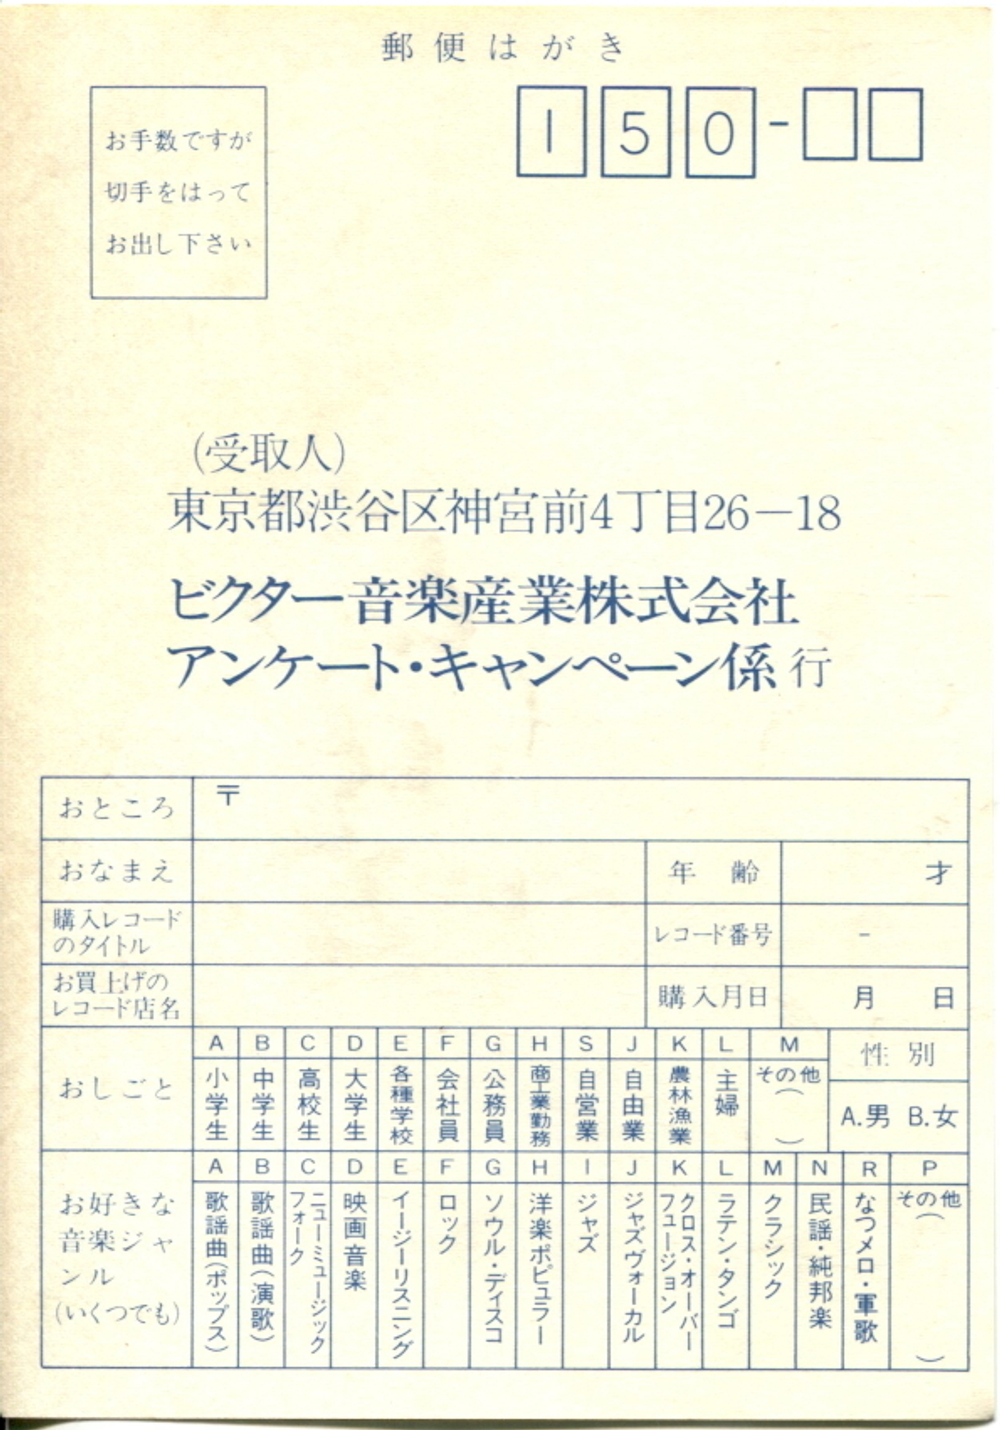 郵便はがき
お手数ですが
切手をはって
お出し下さい
150-
(受取人)
東京都渋谷区神宮前4丁目26-18
ビクター音楽産業株式会社
アンケート・キャンペーン係 行
おところ 〒
おなまえ 年齢 才
購入レコード
のタイトル レコード番号 -
お買上げの
レコード店名 購入月日 月 日
おしごと
A 小学生
B 中学生
C 高校生
D 大学生
E 各種学校
F 会社員
G 公務員
H 商工業勤務
S 自営業
J 自由業
K 農林漁業
L 主婦
M その他( )
性別
A.男 B.女
お好きな
音楽ジャ
ンル
(いくつでも)
A 歌謡曲(ポップス)
B 歌謡曲(演歌)
C ニューミュージック
フォーク
D 映画音楽
E イージーリスニング
F ロック
G ソウル・ディスコ
H 洋楽ポピュラー
I ジャズ
J ジャズヴォーカル
K クロス・オーバー
フュージョン
L ラテン・タンゴ
M クラシック
N 民謡・純邦楽
R なつメロ・軍歌
P その他( )